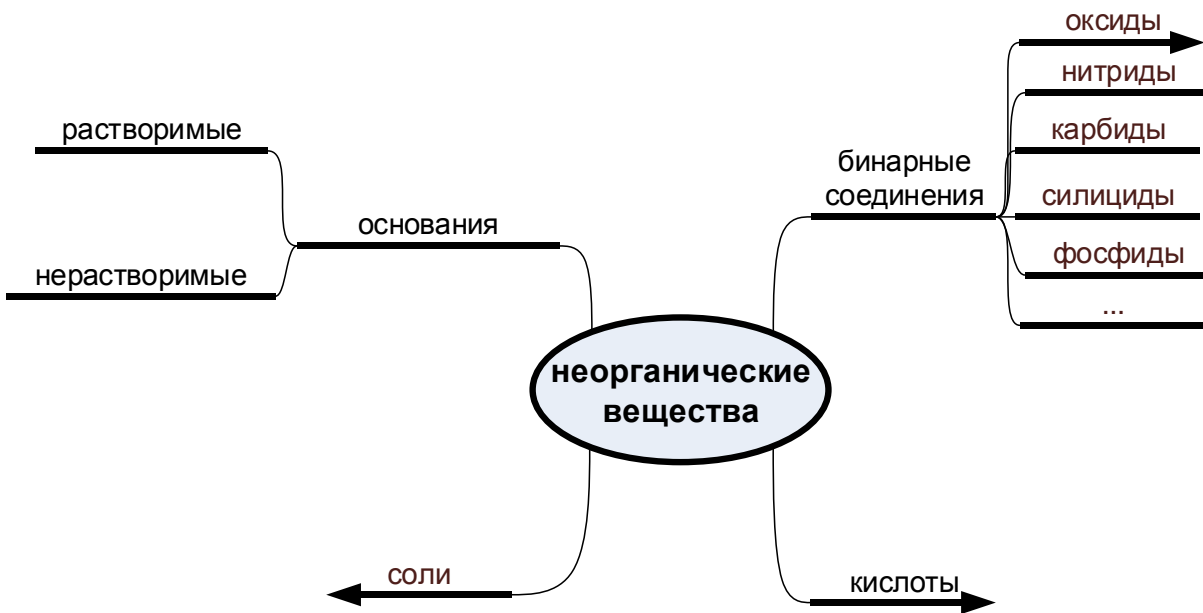 оксиды
нитриды
растворимые
карбиды
бинарные
соединения
силициды
основания
фосфиды
нерастворимые
...
неорганические
вещества
соли
кислоты